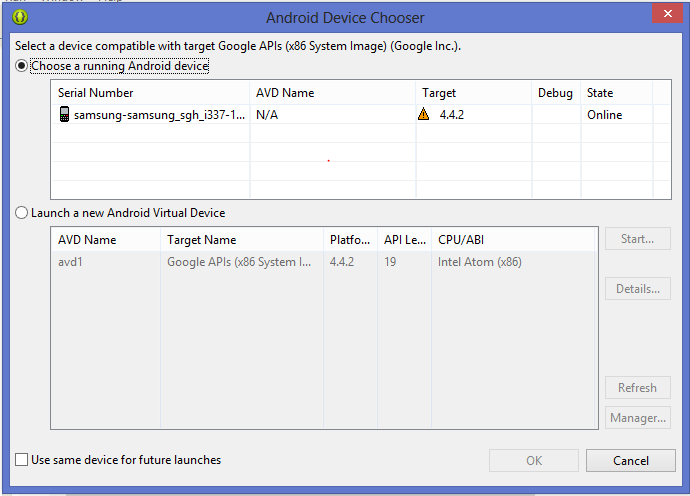 Android Device Chooser
Select a device compatible with target Google APIs (x86 System Image) (Google Inc.).
Choose a running Android device
Serial Number AVD Name Target Debug State
samsung-samsung_sgh_i337-1... N/A 4.4.2 Online
Launch a new Android Virtual Device
AVD Name Target Name Platfo... API Le... CPU/ABI Start...
avd1 Google APIs (x86 System I... 4.4.2 19 Intel Atom (x86)
Details...
Refresh
Manager...
Use same device for future launches OK Cancel